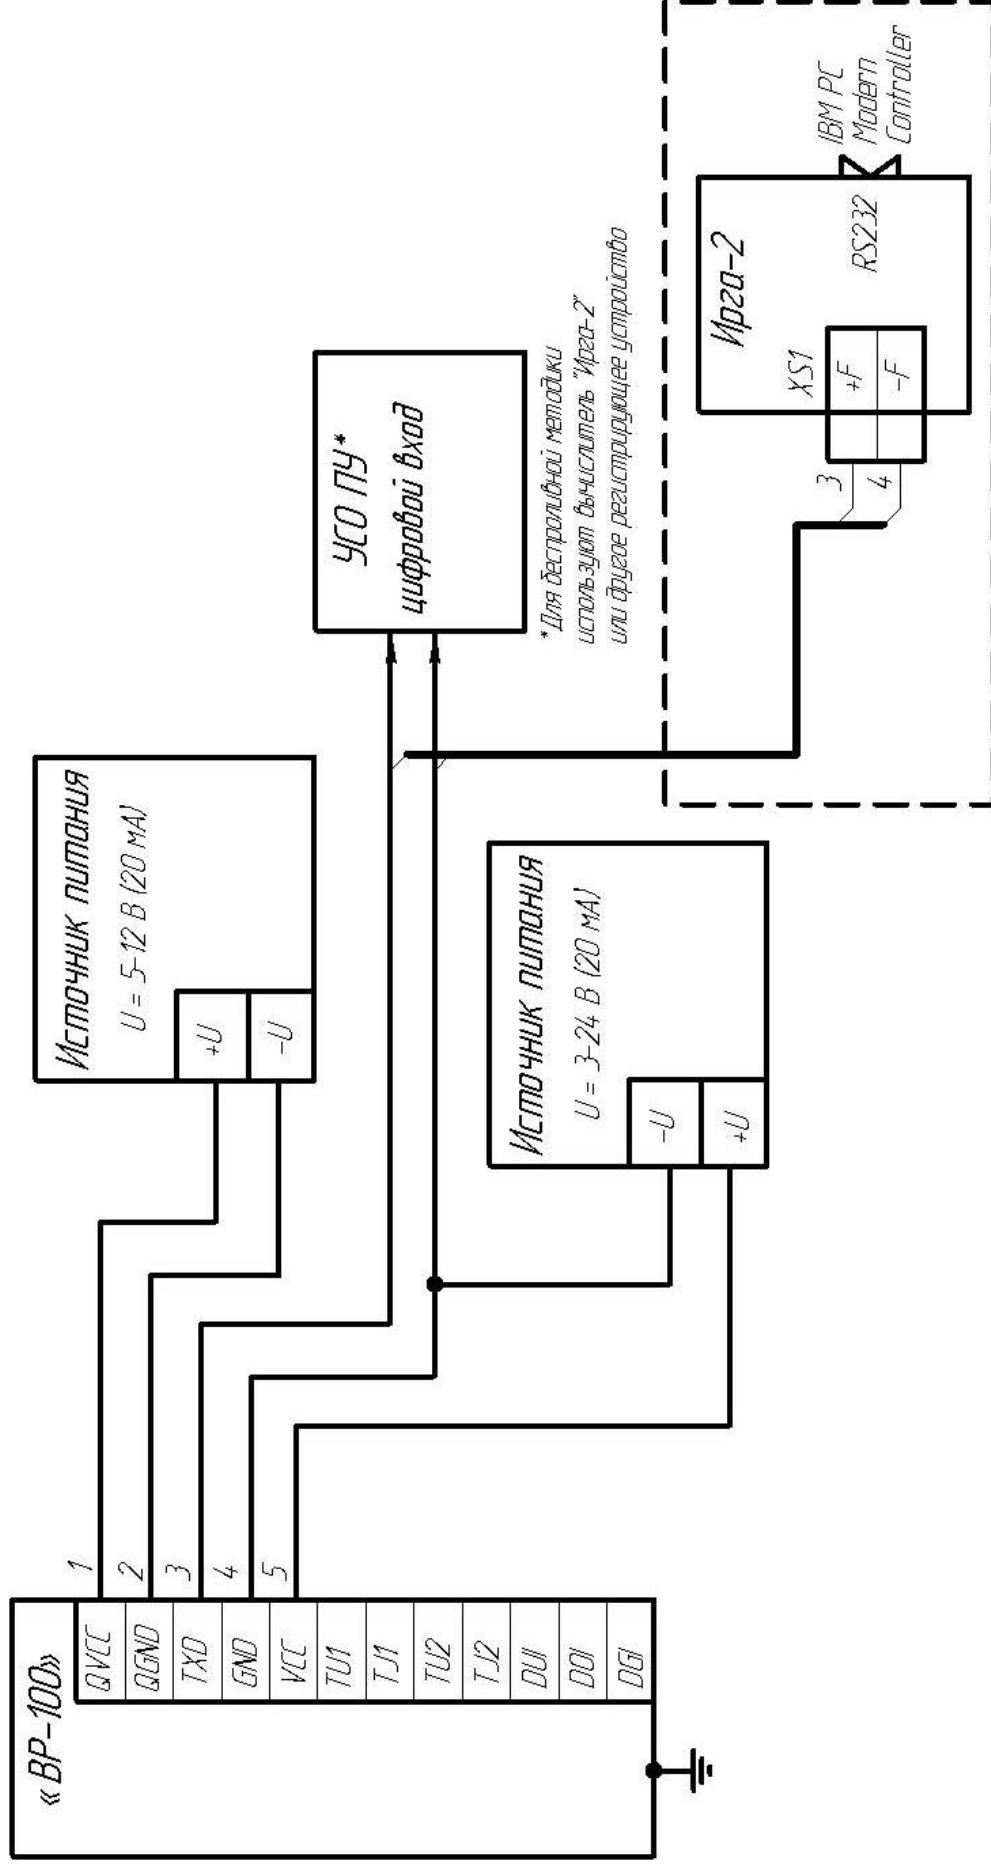 «ВР-100»
QVCC
QGND
TXD
GND
VCC
TU1
TJ1
TU2
TJ2
DUI
DOI
DGI
1
2
3
4
5
Источник питания
U = 5-12 В (20 мА)
+U
-U
Источник питания
U = 3-24 В (20 мА)
-U
+U
УСО ПУ*
цифровой вход
*Для беспроливной методики
используют вычислитель "Ирга-2"
или другое регистрирующее устройство
Ирга-2
XS1
+F
-F
3
4
RS232
IBM PC
Modern
Controller